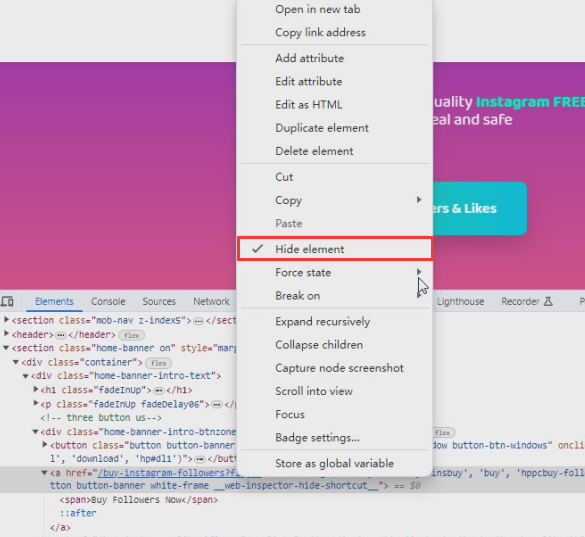 Open in new tab
Copy link address
Add attribute
Edit attribute
Edit as HTML
Duplicate element
Delete element
Cut
Copy
Paste
Hide element
Force state
Break on
Expand recursively
Collapse children
Capture node screenshot
Scroll into view
Focus
Badge settings...
Store as global variable
uality Instagram FREE
eal and safe
ers & Likes
Elements Console Sources Network Lighthouse Recorder P
<section class="mob-nav z-index5">…</sect
<header>…</header> flex
<section class="home-banner on" style="marg
<div class="container"> flex
<div class="home-banner-intro-text">
<h1 class="fadeInUp">…</h1>
<p class="fadeInUp fadeDelay06">…</p
<!-- three button us-->
<div class="home-banner-intro-btnzone flex
<button class="button button-banner dow button-btn-windows" onclic
l', 'download', 'hpmdl1')">…</butt
<a href="/buy-instagram-followers?f insbuy', 'buy', 'hppcbuy-foll
tton button-banner white-frame __web-inspector-hide-shortcut__"> == $0
<span>Buy Followers Now</span>
::after
</a>